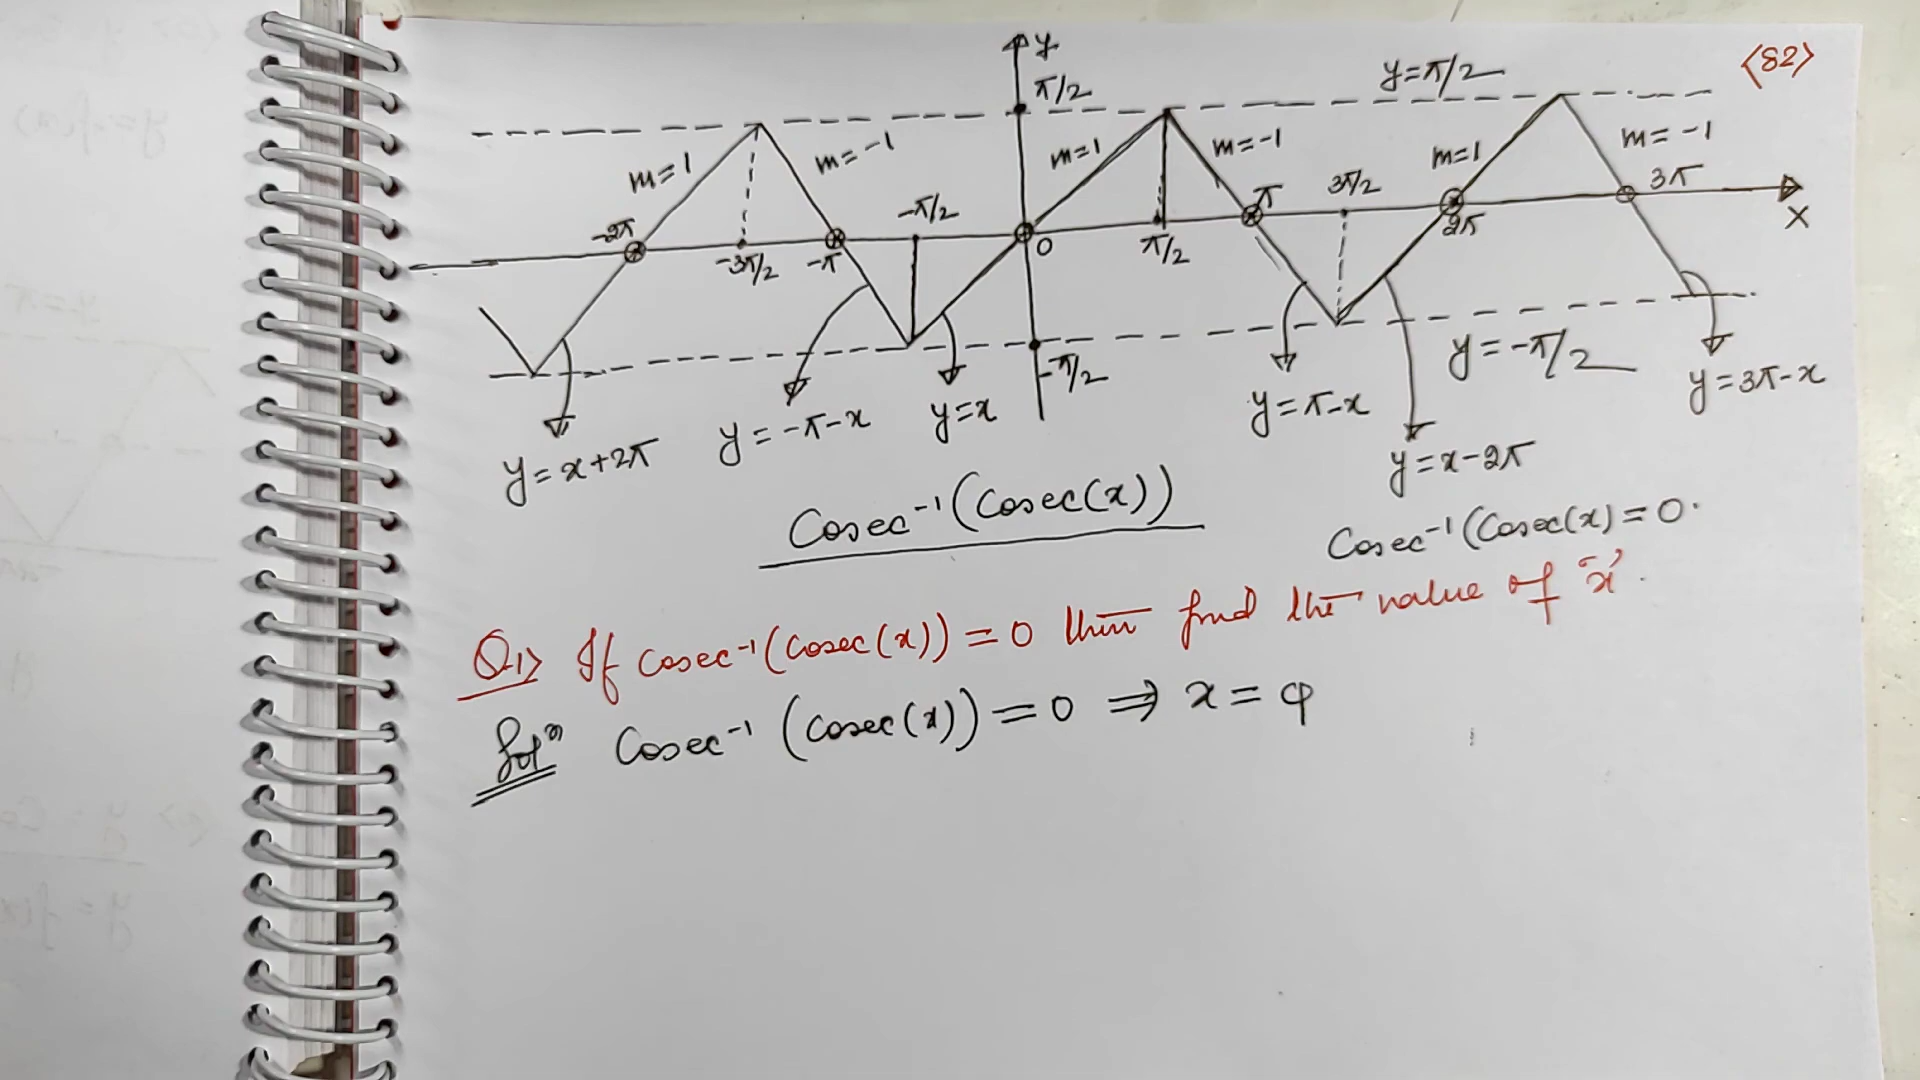 ⟨82⟩
y
π/2
y=π/2
m=1
m=-1
m=1
m=-1
m=1
m=-1
-2π
-3π/2
-π
-π/2
0
π/2
π
3π/2
2π
3π
X
-π/2
y=-π/2
y=x+2π
y=-π-x
y=x
y=π-x
y=x-2π
y=3π-x
Cosec⁻¹(Cosec(x))
Cosec⁻¹(Cosec(x)=0.
Q.1> If Cosec⁻¹(Cosec(x))=0 then find the value of 'x'.
Solⁿ Cosec⁻¹(Cosec(x))=0 ⇒ x=φ